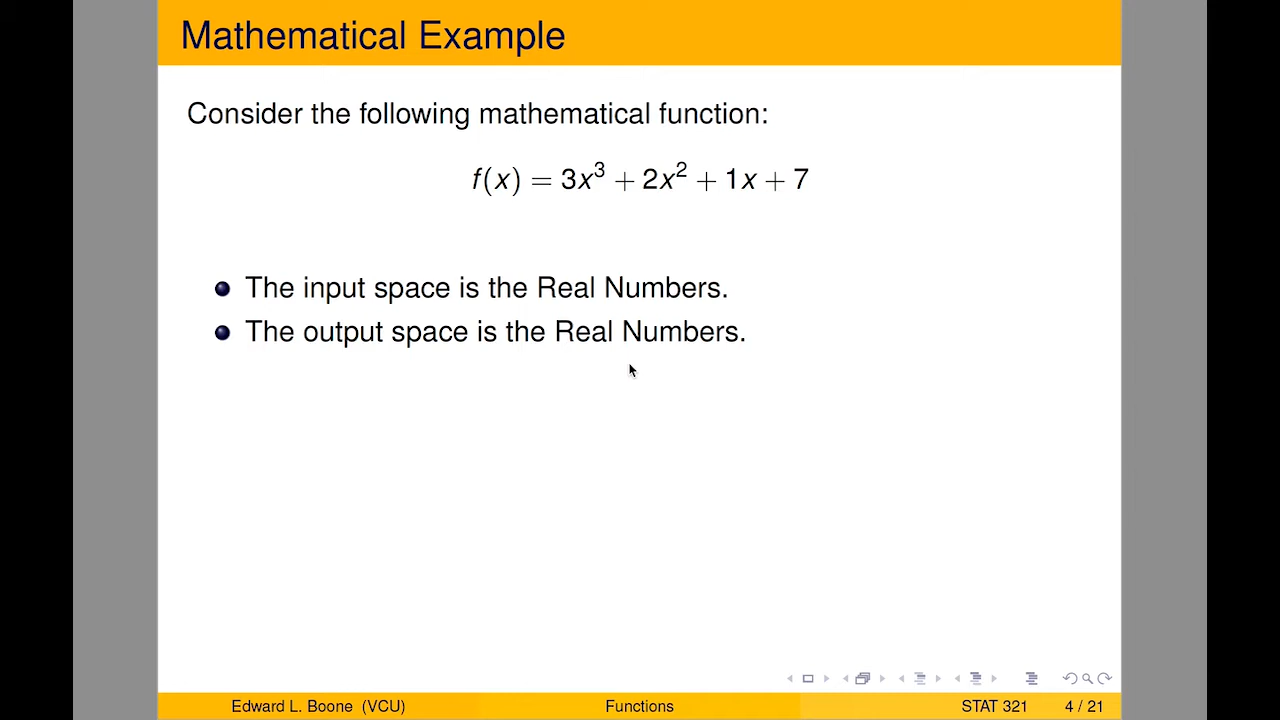 Mathematical Example
Consider the following mathematical function:
f(x) = 3x³ + 2x² + 1x + 7
The input space is the Real Numbers.
The output space is the Real Numbers.
Edward L. Boone (VCU) Functions STAT 321 4 / 21